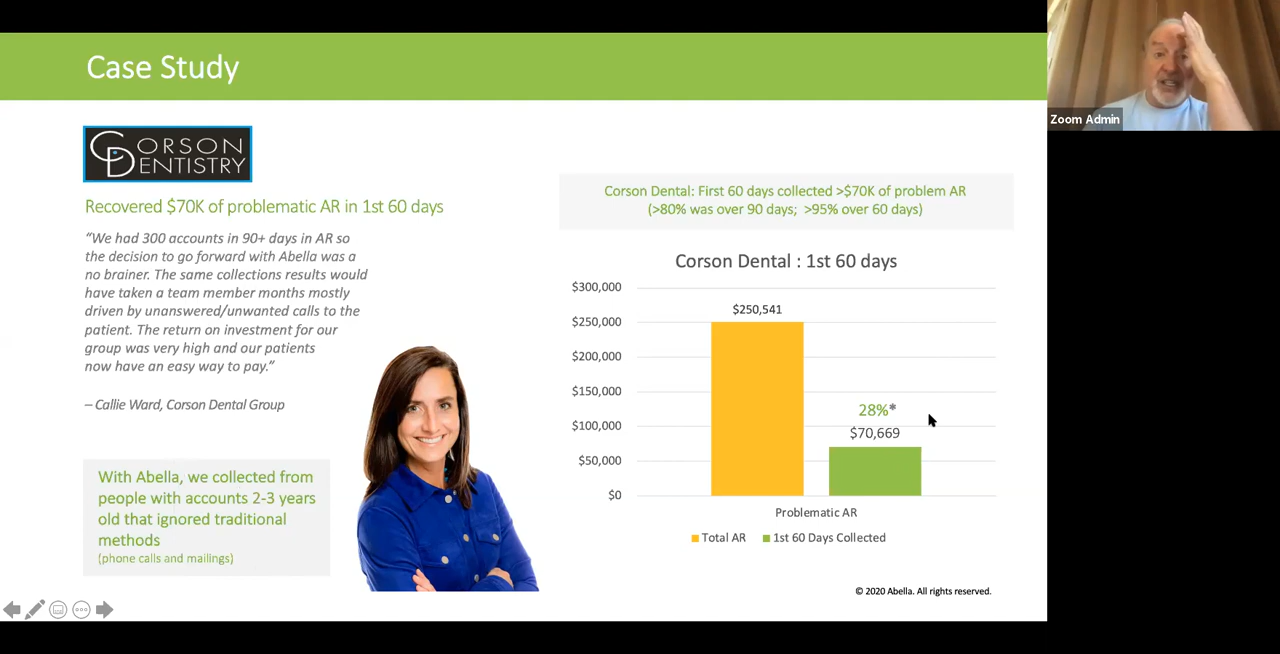 Case Study
CORSON
DENTISTRY
Recovered $70K of problematic AR in 1st 60 days
“We had 300 accounts in 90+ days in AR so
the decision to go forward with Abella was a
no brainer. The same collections results would
have taken a team member months mostly
driven by unanswered/unwanted calls to the
patient. The return on investment for our
group was very high and our patients
now have an easy way to pay.”
– Callie Ward, Corson Dental Group
With Abella, we collected from
people with accounts 2-3 years
old that ignored traditional
methods
(phone calls and mailings)
Corson Dental: First 60 days collected >$70K of problem AR
(>80% was over 90 days;  >95% over 60 days)
Corson Dental : 1st 60 days
$300,000
$250,000
$200,000
$150,000
$100,000
$50,000
$0
$250,541
28%*
$70,669
Problematic AR
Total AR
1st 60 Days Collected
© 2020 Abella. All rights reserved.
Zoom Admin